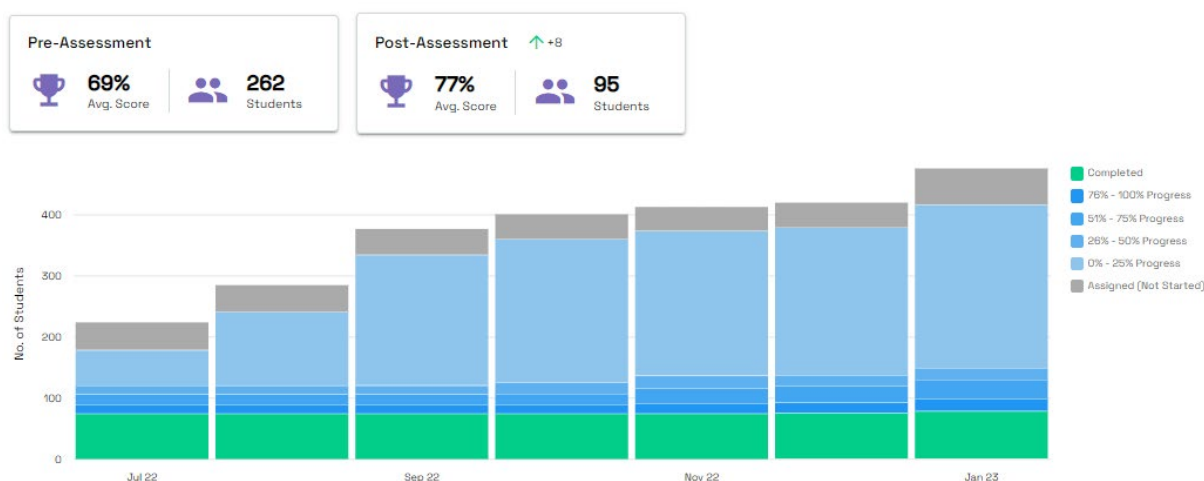 Pre-Assessment
69%
Avg. Score
262
Students
Post-Assessment +8
77%
Avg. Score
95
Students
No. of Students
400
300
200
100
0
Jul 22
Sep 22
Nov 22
Jan 23
Completed
76% - 100% Progress
51% - 75% Progress
26% - 50% Progress
0% - 25% Progress
Assigned (Not Started)